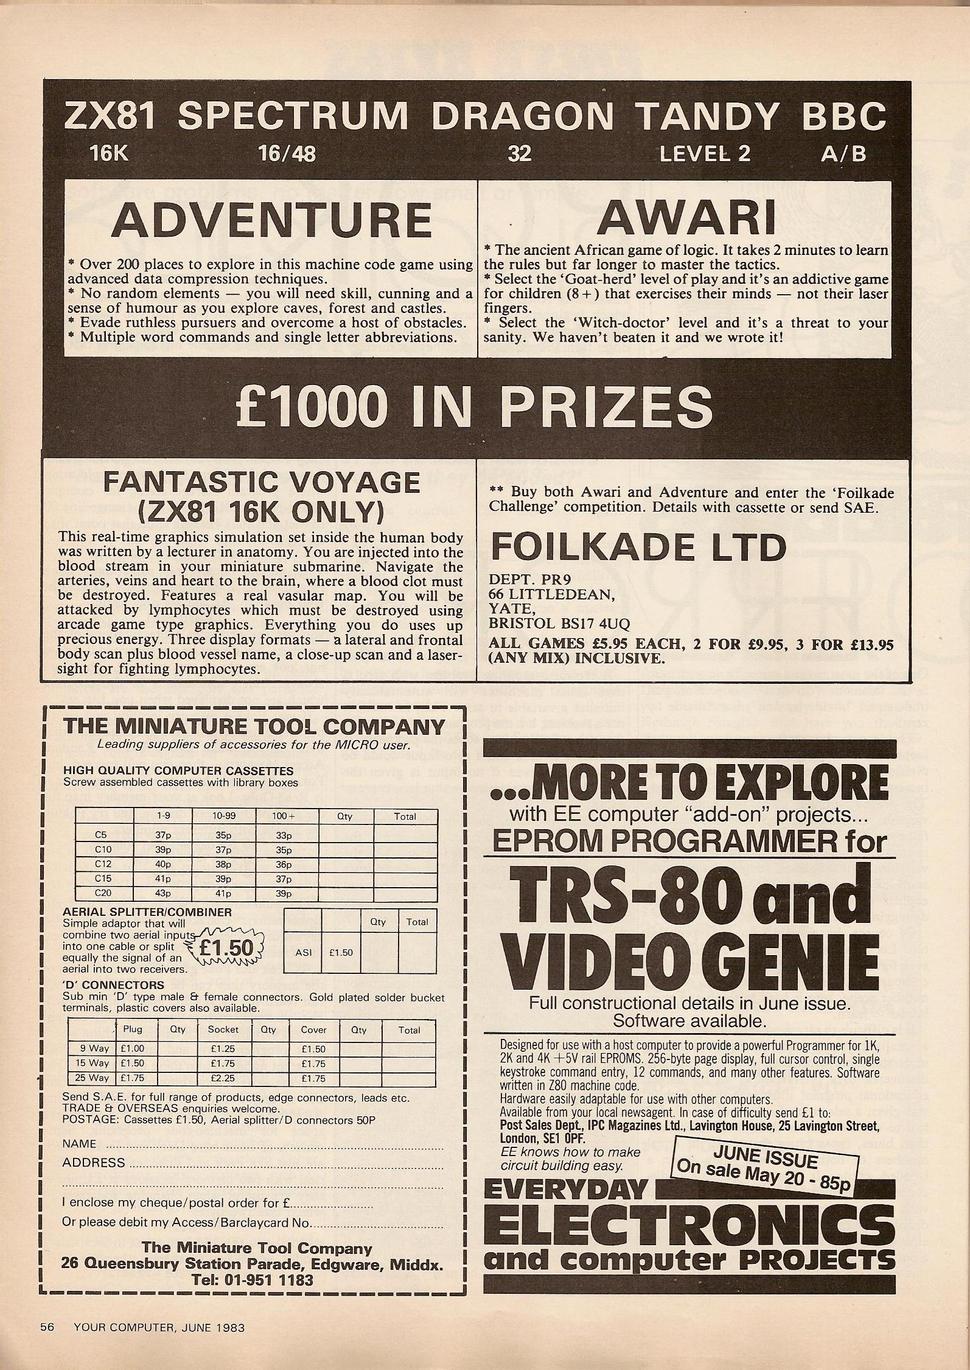 ZX81 SPECTRUM DRAGON TANDY BBC
16K 16/48 32 LEVEL 2 A/B
ADVENTURE
* Over 200 places to explore in this machine code game using
advanced data compression techniques.
* No random elements — you will need skill, cunning and a
sense of humour as you explore caves, forest and castles.
* Evade ruthless pursuers and overcome a host of obstacles.
* Multiple word commands and single letter abbreviations.
AWARI
* The ancient African game of logic. It takes 2 minutes to learn
the rules but far longer to master the tactics.
* Select the ‘Goat-herd’ level of play and it’s an addictive game
for children (8+) that exercises their minds — not their laser
fingers.
* Select the ‘Witch-doctor’ level and it’s a threat to your
sanity. We haven’t beaten it and we wrote it!
£1000 IN PRIZES
FANTASTIC VOYAGE
(ZX81 16K ONLY)
This real-time graphics simulation set inside the human body
was written by a lecturer in anatomy. You are injected into the
blood stream in your miniature submarine. Navigate the
arteries, veins and heart to the brain, where a blood clot must
be destroyed. Features a real vasular map. You will be
attacked by lymphocytes which must be destroyed using
arcade game type graphics. Everything you do uses up
precious energy. Three display formats — a lateral and frontal
body scan plus blood vessel name, a close-up scan and a laser-
sight for fighting lymphocytes.
** Buy both Awari and Adventure and enter the ‘Foilkade
Challenge’ competition. Details with cassette or send SAE.
FOILKADE LTD
DEPT. PR9
66 LITTLEDEAN,
YATE,
BRISTOL BS17 4UQ
ALL GAMES £5.95 EACH, 2 FOR £9.95, 3 FOR £13.95
(ANY MIX) INCLUSIVE.
THE MINIATURE TOOL COMPANY
Leading suppliers of accessories for the MICRO user.
HIGH QUALITY COMPUTER CASSETTES
Screw assembled cassettes with library boxes
1-9 10-99 100+ Qty Total
C5 37p 35p 33p
C10 39p 37p 35p
C12 40p 38p 36p
C15 41p 39p 37p
C20 43p 41p 39p
AERIAL SPLITTER/COMBINER
Simple adaptor that will
combine two aerial inputs
into one cable or split
equally the signal of an
aerial into two receivers.
£1.50
Qty Total
ASI £1.50
‘D’ CONNECTORS
Sub min ‘D’ type male & female connectors. Gold plated solder bucket
terminals, plastic covers also available.
Plug Qty Socket Qty Cover Qty Total
9 Way £1.00 £1.25 £1.50
15 Way £1.50 £1.75 £1.75
25 Way £1.75 £2.25 £1.75
Send S.A.E. for full range of products, edge connectors, leads etc.
TRADE & OVERSEAS enquiries welcome.
POSTAGE: Cassettes £1.50, Aerial splitter/D connectors 50P
NAME
ADDRESS
I enclose my cheque/postal order for £
Or please debit my Access/Barclaycard No.
The Miniature Tool Company
26 Queensbury Station Parade, Edgware, Middx.
Tel: 01-951 1183
...MORE TO EXPLORE
with EE computer “add-on” projects...
EPROM PROGRAMMER for
TRS-80 and
VIDEO GENIE
Full constructional details in June issue.
Software available.
Designed for use with a host computer to provide a powerful Programmer for 1K,
2K and 4K +5V rail EPROMS. 256-byte page display, full cursor control, single
keystroke command entry, 12 commands, and many other features. Software
written in Z80 machine code.
Hardware easily adaptable for use with other computers.
Available from your local newsagent. In case of difficulty send £1 to:
Post Sales Dept., IPC Magazines Ltd., Lavington House, 25 Lavington Street,
London, SE1 0PF.
EE knows how to make
circuit building easy.
JUNE ISSUE
On sale May 20 - 85p
EVERYDAY
ELECTRONICS
and computer PROJECTS
56 YOUR COMPUTER, JUNE 1983